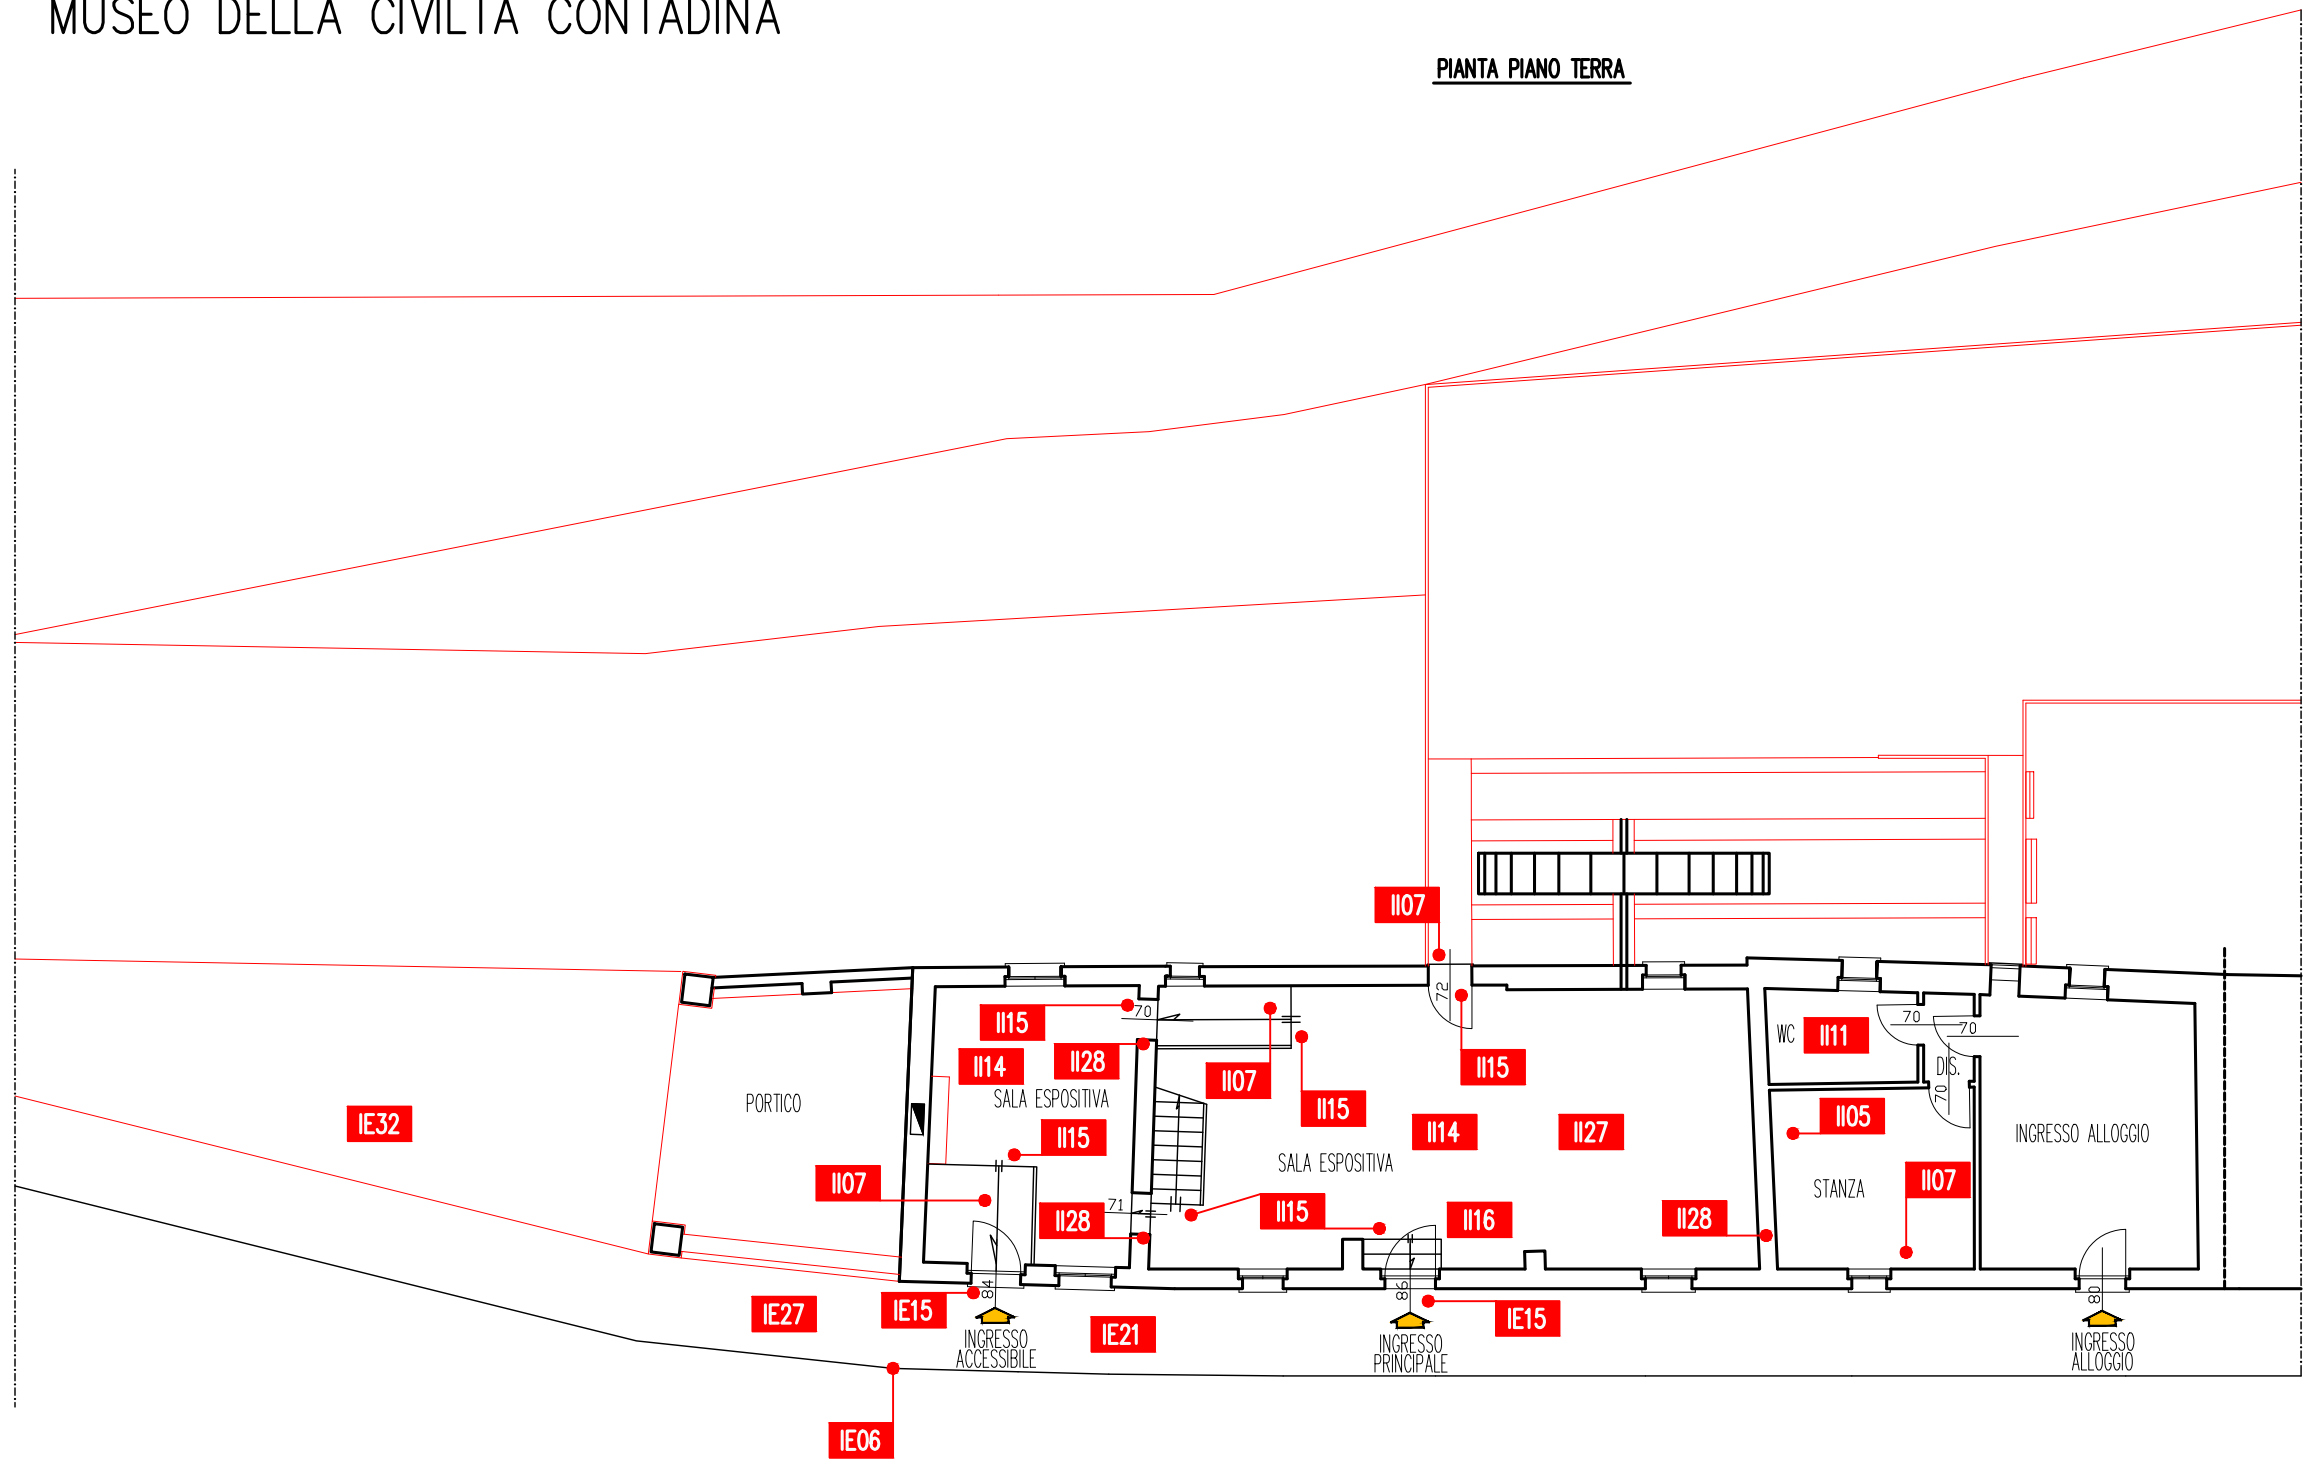 MUSEO DELLA CIVILTA CONTADINA
PIANTA PIANO TERRA
II07
72
II15
70
II15
II14
II28
SALA ESPOSITIVA
II07
II15
II15
WC
II11
70
70
DIS.
70
IE32
PORTICO
II15
II14
II27
II05
INGRESSO ALLOGGIO
SALA ESPOSITIVA
II07
STANZA
II07
71
II28
II15
II16
II28
84
86
80
IE27
IE15
IE21
IE15
INGRESSO
ACCESSIBILE
INGRESSO
PRINCIPALE
INGRESSO
ALLOGGIO
IE06